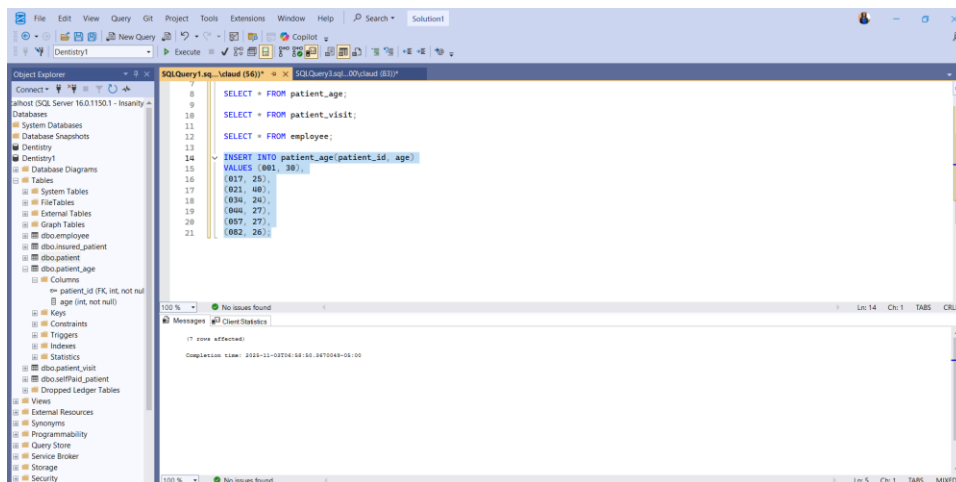 File Edit View Query Git Project Tools Extensions Window Help Search Solution1
New Query Copilot
Dentistry1 Execute
Object Explorer
Connect
calhost (SQL Server 16.0.1150.1 - Insanity
Databases
System Databases
Database Snapshots
Dentistry
Dentistry1
Database Diagrams
Tables
System Tables
FileTables
External Tables
Graph Tables
dbo.employee
dbo.insured_patient
dbo.patient
dbo.patient_age
Columns
patient_id (FK, int, not nul
age (int, not null)
Keys
Constraints
Triggers
Indexes
Statistics
dbo.patient_visit
dbo.selfPaid_patient
Dropped Ledger Tables
Views
External Resources
Synonyms
Programmability
Query Store
Service Broker
Storage
Security
SQLQuery1.sq...\claud (56))* SQLQuery3.sql...00\claud (83))*
7
8 SELECT * FROM patient_age;
9
10 SELECT * FROM patient_visit;
11
12 SELECT * FROM employee;
13
14 INSERT INTO patient_age(patient_id, age)
15 VALUES (001, 30),
16 (017, 25),
17 (021, 40),
18 (034, 24),
19 (044, 27),
20 (057, 27),
21 (082, 26);
100 % No issues found Ln: 14 Ch: 1 TABS CRL
Messages Client Statistics
(7 rows affected)
Completion time: 2025-11-03T06:58:50.3670049-05:00
100 % No issues found Ln: 5 Ch: 1 TABS MIXED